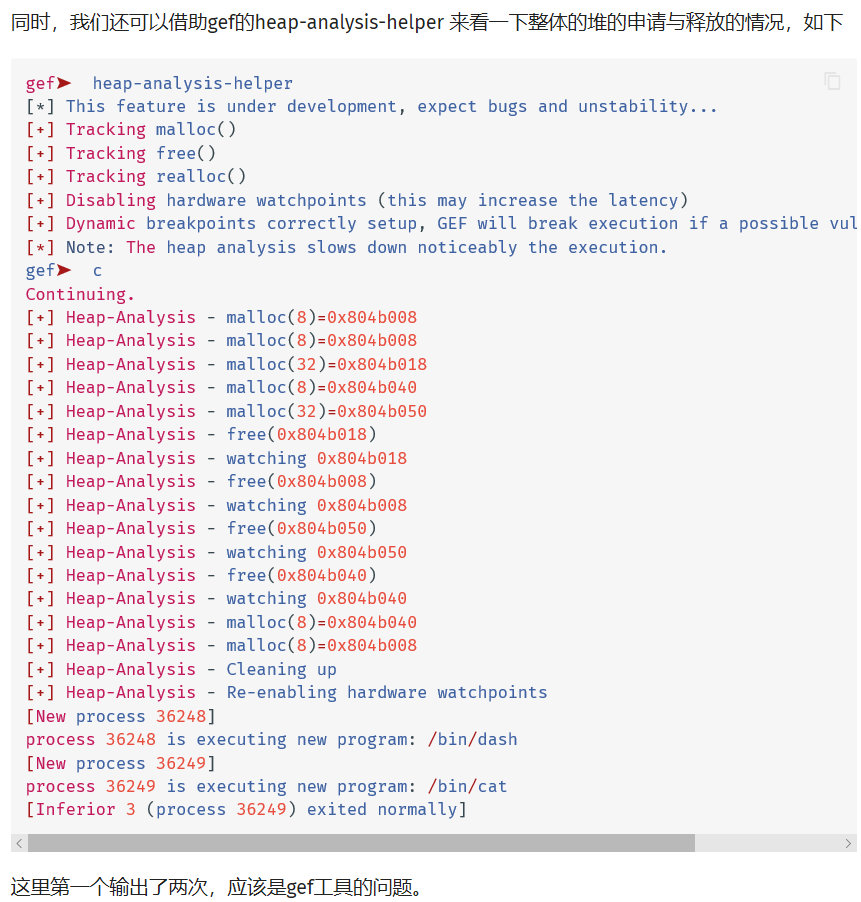 同时，我们还可以借助gef的heap-analysis-helper 来看一下整体的堆的申请与释放的情况，如下
gef➤  heap-analysis-helper
[*] This feature is under development, expect bugs and unstability...
[+] Tracking malloc()
[+] Tracking free()
[+] Tracking realloc()
[+] Disabling hardware watchpoints (this may increase the latency)
[+] Dynamic breakpoints correctly setup, GEF will break execution if a possible vul
[*] Note: The heap analysis slows down noticeably the execution.
gef➤  c
Continuing.
[+] Heap-Analysis - malloc(8)=0x804b008
[+] Heap-Analysis - malloc(8)=0x804b008
[+] Heap-Analysis - malloc(32)=0x804b018
[+] Heap-Analysis - malloc(8)=0x804b040
[+] Heap-Analysis - malloc(32)=0x804b050
[+] Heap-Analysis - free(0x804b018)
[+] Heap-Analysis - watching 0x804b018
[+] Heap-Analysis - free(0x804b008)
[+] Heap-Analysis - watching 0x804b008
[+] Heap-Analysis - free(0x804b050)
[+] Heap-Analysis - watching 0x804b050
[+] Heap-Analysis - free(0x804b040)
[+] Heap-Analysis - watching 0x804b040
[+] Heap-Analysis - malloc(8)=0x804b040
[+] Heap-Analysis - malloc(8)=0x804b008
[+] Heap-Analysis - Cleaning up
[+] Heap-Analysis - Re-enabling hardware watchpoints
[New process 36248]
process 36248 is executing new program: /bin/dash
[New process 36249]
process 36249 is executing new program: /bin/cat
[Inferior 3 (process 36249) exited normally]
这里第一个输出了两次，应该是gef工具的问题。